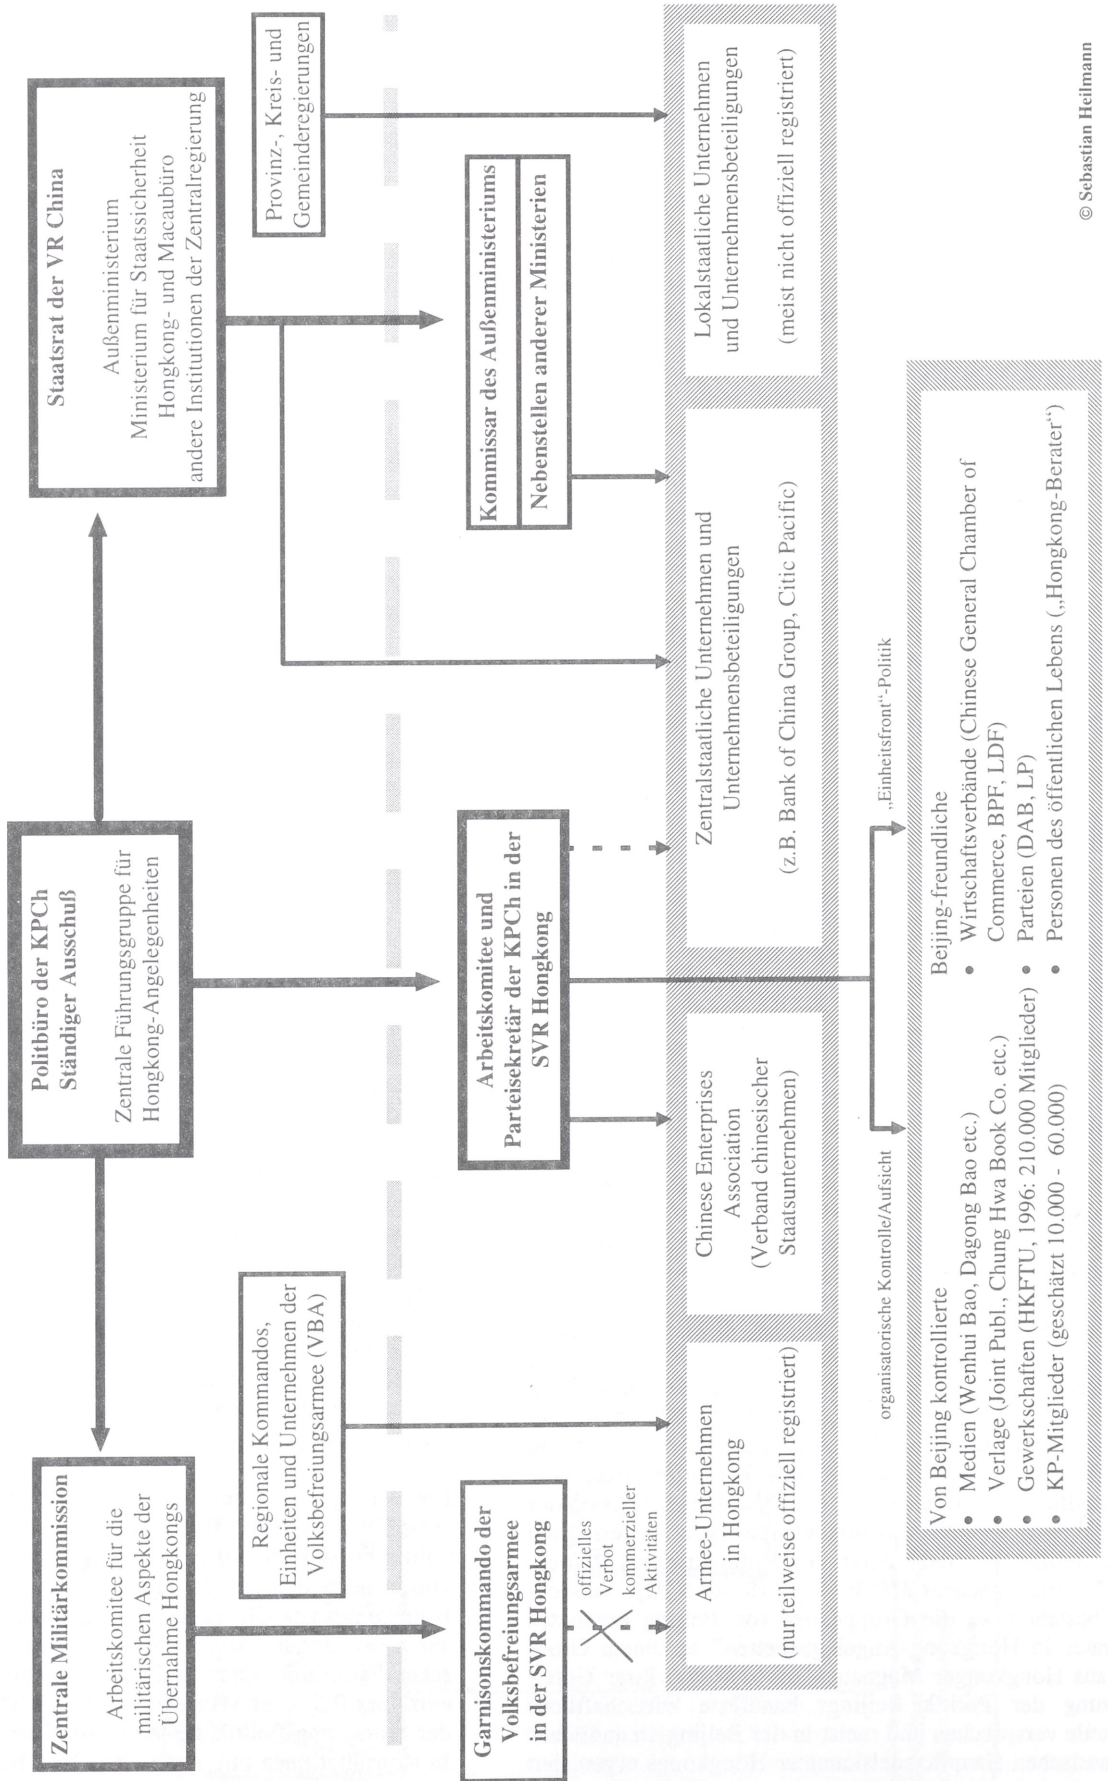 Politbüro der KPCh
Ständiger Ausschuß
Zentrale Führungsgruppe für
Hongkong-Angelegenheiten
Zentrale Militärkommission
Arbeitskomitee für die
militärischen Aspekte der
Übernahme Hongkongs
Staatsrat der VR China
Außenministerium
Ministerium für Staatssicherheit
Hongkong- und Macaubüro
andere Institutionen der Zentralregierung
Regionale Kommandos,
Einheiten und Unternehmen der
Volksbefreiungsarmee (VBA)
Provinz-, Kreis- und
Gemeinderegierungen
Garnisonskommando der
Volksbefreiungsarmee
in der SVR Hongkong
Arbeitskomitee und
Parteisekretär der KPCh in der
SVR Hongkong
Kommissar des Außenministeriums
Nebenstellen anderer Ministerien
offizielles
Verbot
kommerzieller
Aktivitäten
Armee-Unternehmen
in Hongkong
(nur teilweise offiziell registriert)
Chinese Enterprises
Association
(Verband chinesischer
Staatsunternehmen)
Zentralstaatliche Unternehmen und
Unternehmensbeteiligungen
(z.B. Bank of China Group, Citic Pacific)
Lokalstaatliche Unternehmen
und Unternehmensbeteiligungen
(meist nicht offiziell registriert)
organisatorische Kontrolle/Aufsicht
„Einheitsfront“-Politik
Von Beijing kontrollierte
• Medien (Wenhui Bao, Dagong Bao etc.)
• Verlage (Joint Publ., Chung Hwa Book Co. etc.)
• Gewerkschaften (HKFTU, 1996: 210.000 Mitglieder)
• KP-Mitglieder (geschätzt 10.000 - 60.000)
Beijing-freundliche
• Wirtschaftsverbände (Chinese General Chamber of
Commerce, BPF, LDF)
• Parteien (DAB, LP)
• Personen des öffentlichen Lebens („Hongkong-Berater“)
© Sebastian Heilmann